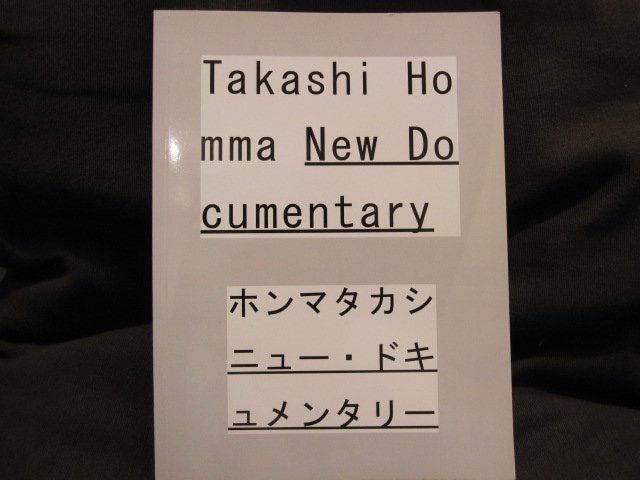 Takashi Ho
mma New Do
cumentary
ホンマタカシ
ニュー・ドキ
ュメンタリー